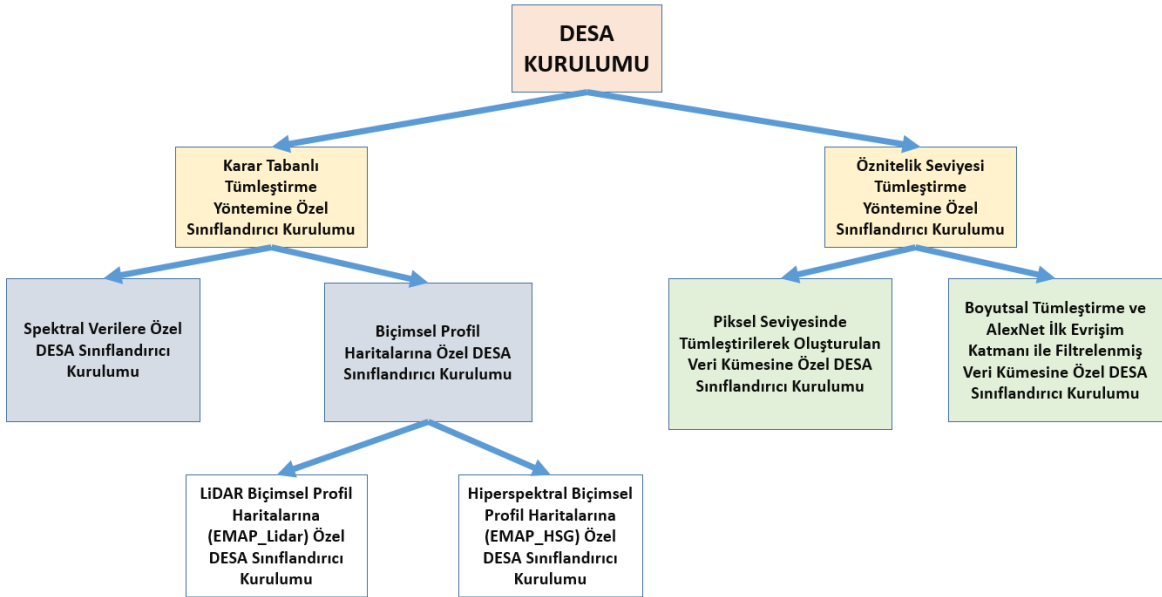 DESA
KURULUMU
Karar Tabanlı
Tümleştirme
Yöntemine Özel
Sınıflandırıcı Kurulumu
Öznitelik Seviyesi
Tümleştirme
Yöntemine Özel
Sınıflandırıcı Kurulumu
Spektral Verilere Özel
DESA Sınıflandırıcı
Kurulumu
Biçimsel Profil
Haritalarına Özel DESA
Sınıflandırıcı Kurulumu
Piksel Seviyesinde
Tümleştirilerek Oluşturulan
Veri Kümesine Özel DESA
Sınıflandırıcı Kurulumu
Boyutsal Tümleştirme ve
AlexNet İlk Evrişim
Katmanı ile Filtrelenmiş
Veri Kümesine Özel DESA
Sınıflandırıcı Kurulumu
LiDAR Biçimsel Profil
Haritalarına
(EMAP_Lidar) Özel
DESA Sınıflandırıcı
Kurulumu
Hiperspektral Biçimsel
Profil Haritalarına
(EMAP_HSG) Özel
DESA Sınıflandırıcı
Kurulumu